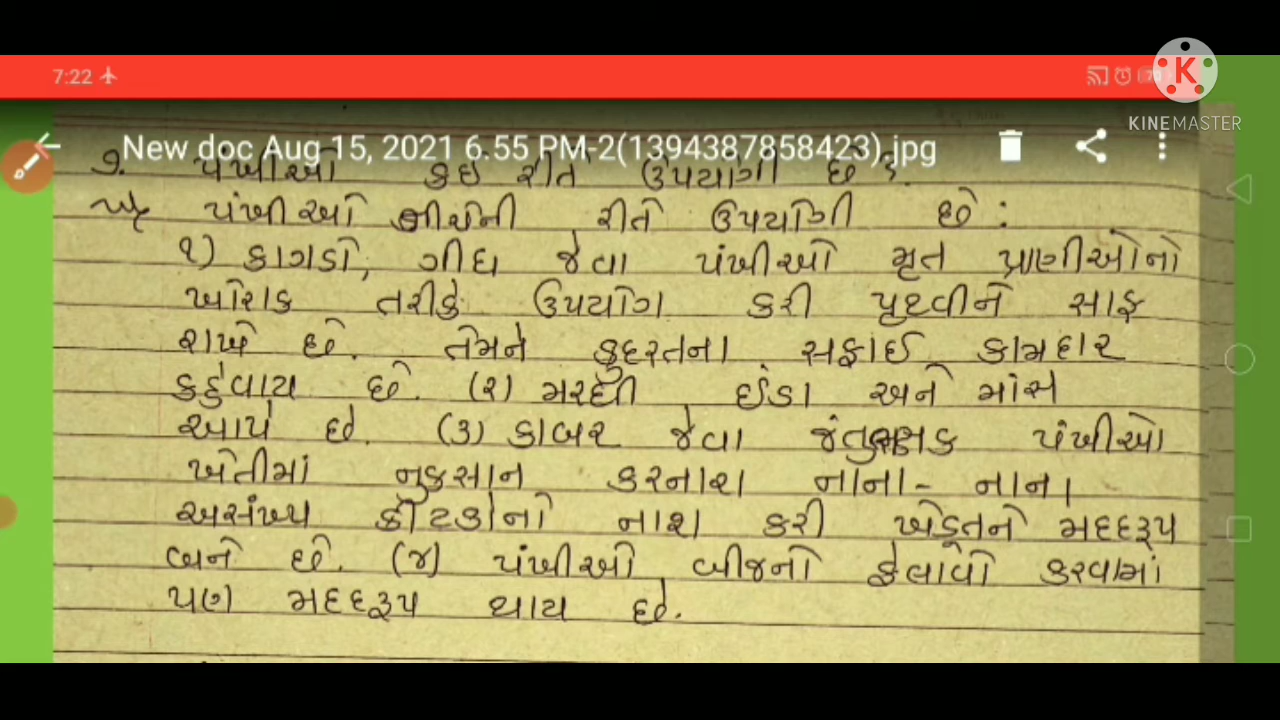 7:22
KINEMASTER
New doc Aug 15, 2021 6.55 PM-2(1394387858423).jpg
૭. પંખીઓ કઇ રીતે ઉપયોગી છે?
પંખીઓ નીચેની રીતે ઉપયોગી છે :
૧) કાગડો, ગીધ જેવા પંખીઓ મૃત પ્રાણીઓનો
ખોરાક તરીકે ઉપયોગ કરી પૃથ્વીને સાફ
રાખે છે. તેમને કુદરતના સફાઈ કામદાર
કહેવાય છે. (૨) મરઘી ઈંડા અને માંસ
આપે છે. (૩) કાબર જેવા જંતુભક્ષક પંખીઓ
ખેતીમાં નુકસાન કરનારા નાના- નાના
અસંખ્ય કીટકોનો નાશ કરી ખેડૂતને મદદરૂપ
બને છે. (૪) પંખીઓ બીજનો ફેલાવો કરવામાં
પણ મદદરૂપ થાય છે.